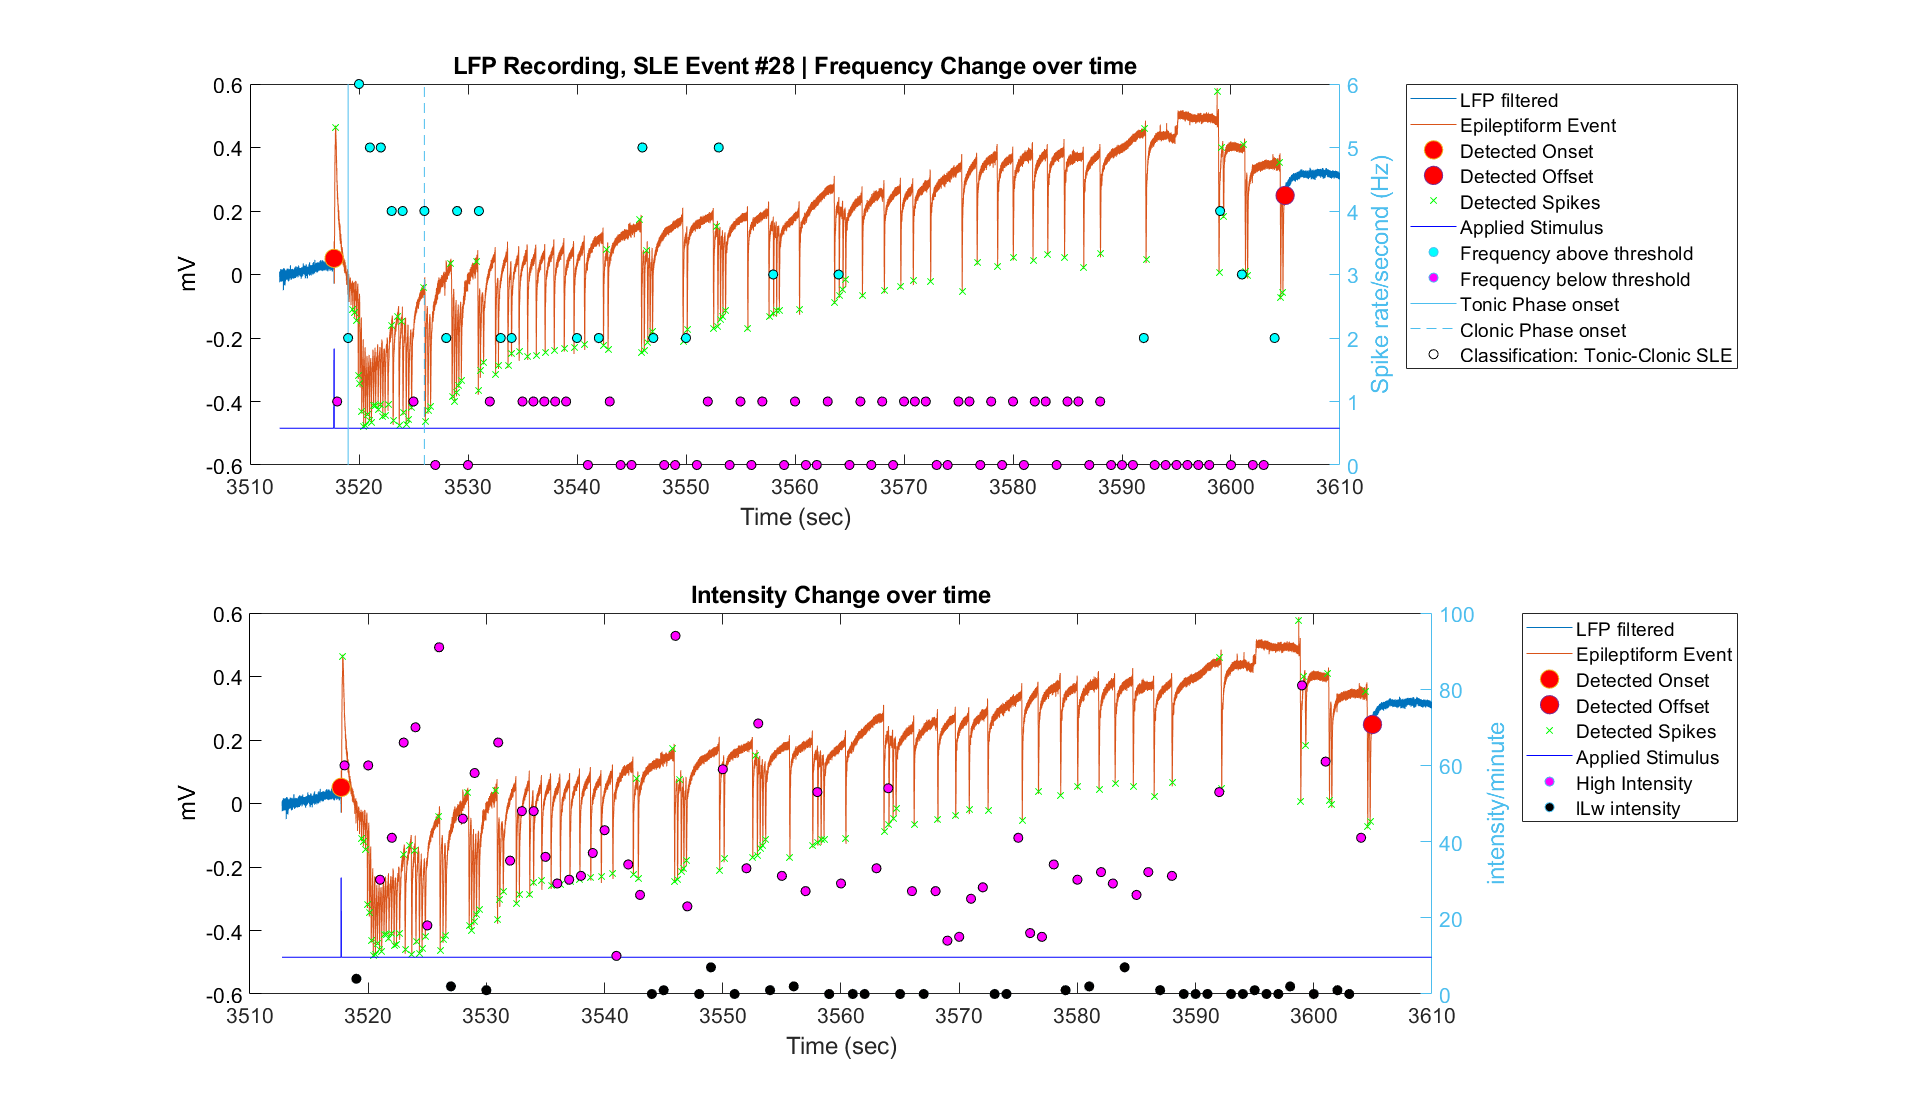 LFP Recording, SLE Event #28 | Frequency Change over time
0.6
0.4
0.2
0
-0.2
-0.4
-0.6
mV
3510 3520 3530 3540 3550 3560 3570 3580 3590 3600 3610
Time (sec)
6
5
4
3
2
1
0
Spike rate/second (Hz)
LFP filtered
Epileptiform Event
Detected Onset
Detected Offset
Detected Spikes
Applied Stimulus
Frequency above threshold
Frequency below threshold
Tonic Phase onset
Clonic Phase onset
Classification: Tonic-Clonic SLE
Intensity Change over time
0.6
0.4
0.2
0
-0.2
-0.4
-0.6
mV
3510 3520 3530 3540 3550 3560 3570 3580 3590 3600 3610
Time (sec)
100
80
60
40
20
0
intensity/minute
LFP filtered
Epileptiform Event
Detected Onset
Detected Offset
Detected Spikes
Applied Stimulus
High Intensity
lLw intensity